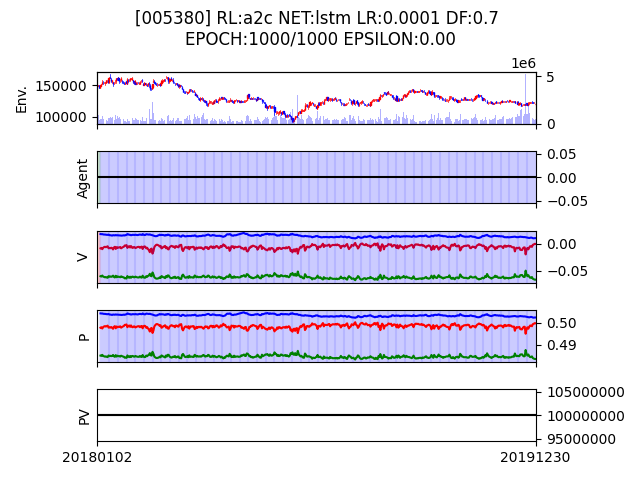 [005380] RL:a2c NET:lstm LR:0.0001 DF:0.7
EPOCH:1000/1000 EPSILON:0.00
1e6
Env.
150000
100000
5
0
Agent
0.05
0.00
−0.05
V
0.00
−0.05
P
0.50
0.49
PV
105000000
100000000
95000000
20180102
20191230